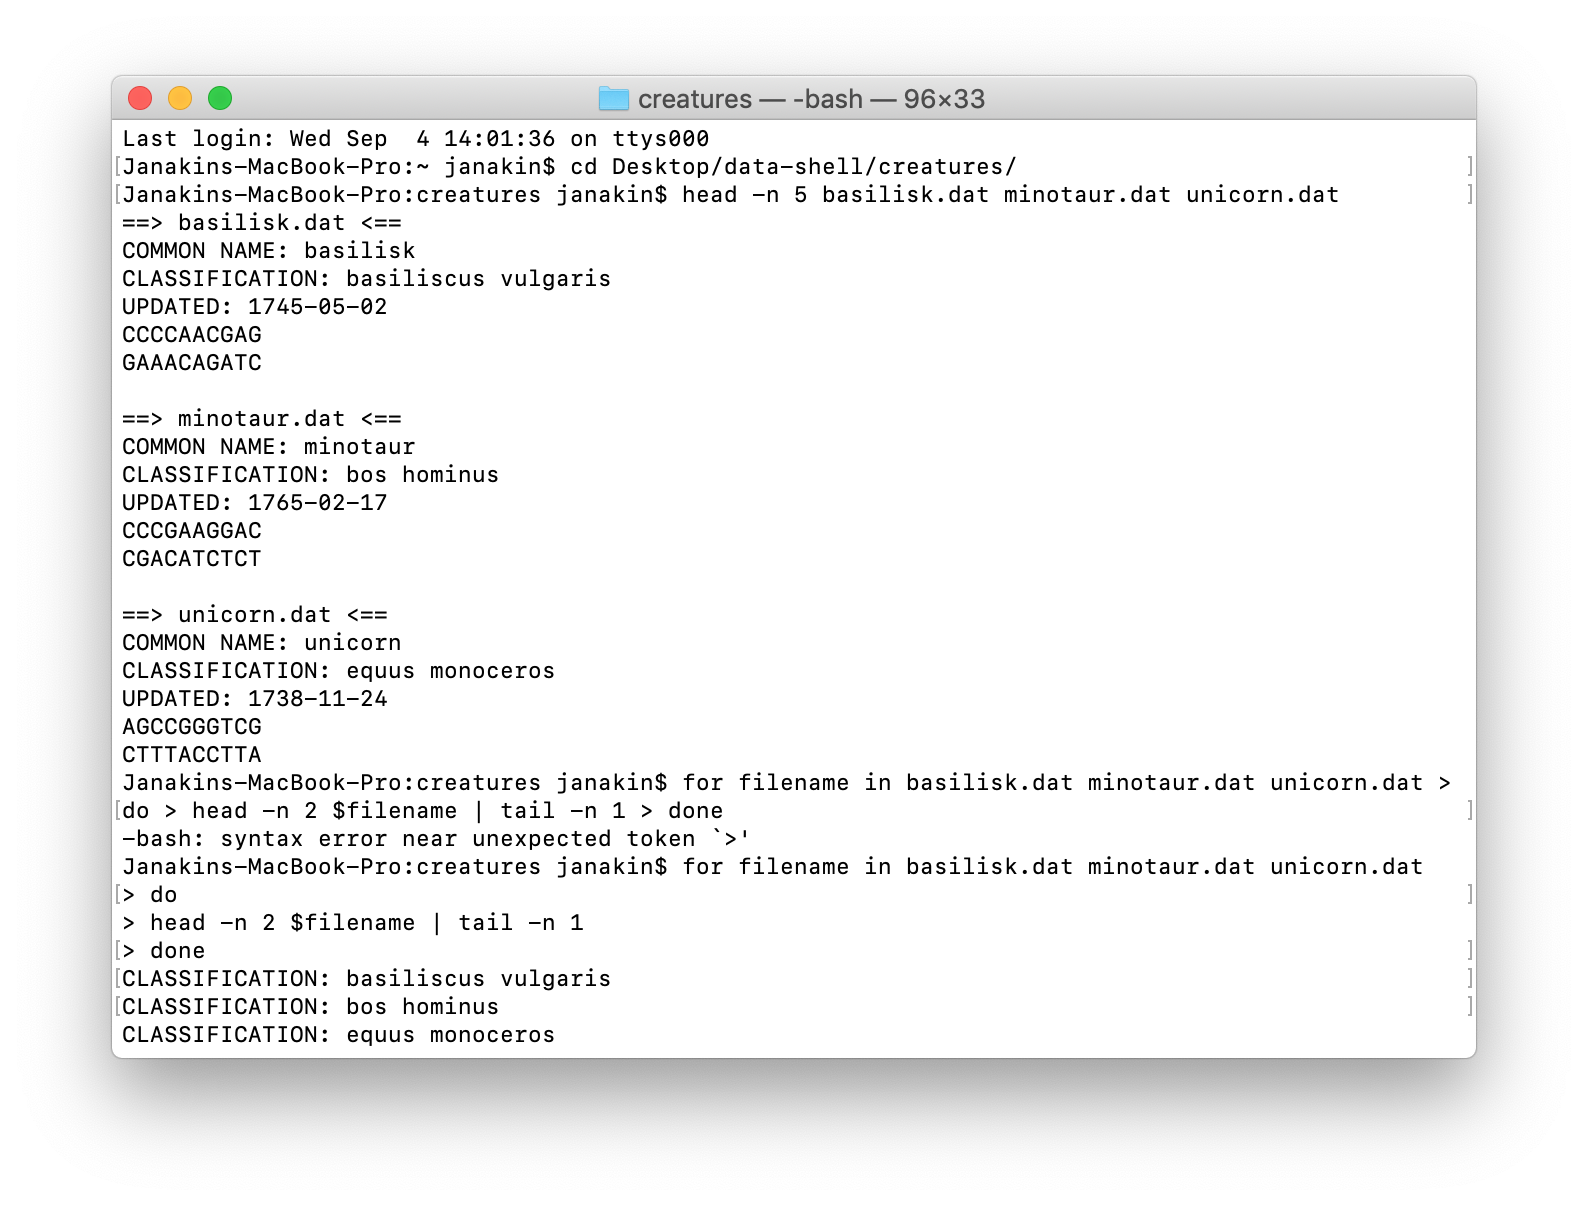 creatures — -bash — 96×33
Last login: Wed Sep  4 14:01:36 on ttys000
[Janakins-MacBook-Pro:~ janakin$ cd Desktop/data-shell/creatures/ ]
[Janakins-MacBook-Pro:creatures janakin$ head -n 5 basilisk.dat minotaur.dat unicorn.dat ]
==> basilisk.dat <==
COMMON NAME: basilisk
CLASSIFICATION: basiliscus vulgaris
UPDATED: 1745-05-02
CCCCAACGAG
GAAACAGATC

==> minotaur.dat <==
COMMON NAME: minotaur
CLASSIFICATION: bos hominus
UPDATED: 1765-02-17
CCCGAAGGAC
CGACATCTCT

==> unicorn.dat <==
COMMON NAME: unicorn
CLASSIFICATION: equus monoceros
UPDATED: 1738-11-24
AGCCGGGTCG
CTTTACCTTA
Janakins-MacBook-Pro:creatures janakin$ for filename in basilisk.dat minotaur.dat unicorn.dat >
[do > head -n 2 $filename | tail -n 1 > done ]
-bash: syntax error near unexpected token `>'
Janakins-MacBook-Pro:creatures janakin$ for filename in basilisk.dat minotaur.dat unicorn.dat
[> do ]
> head -n 2 $filename | tail -n 1
[> done ]
[CLASSIFICATION: basiliscus vulgaris ]
[CLASSIFICATION: bos hominus ]
CLASSIFICATION: equus monoceros